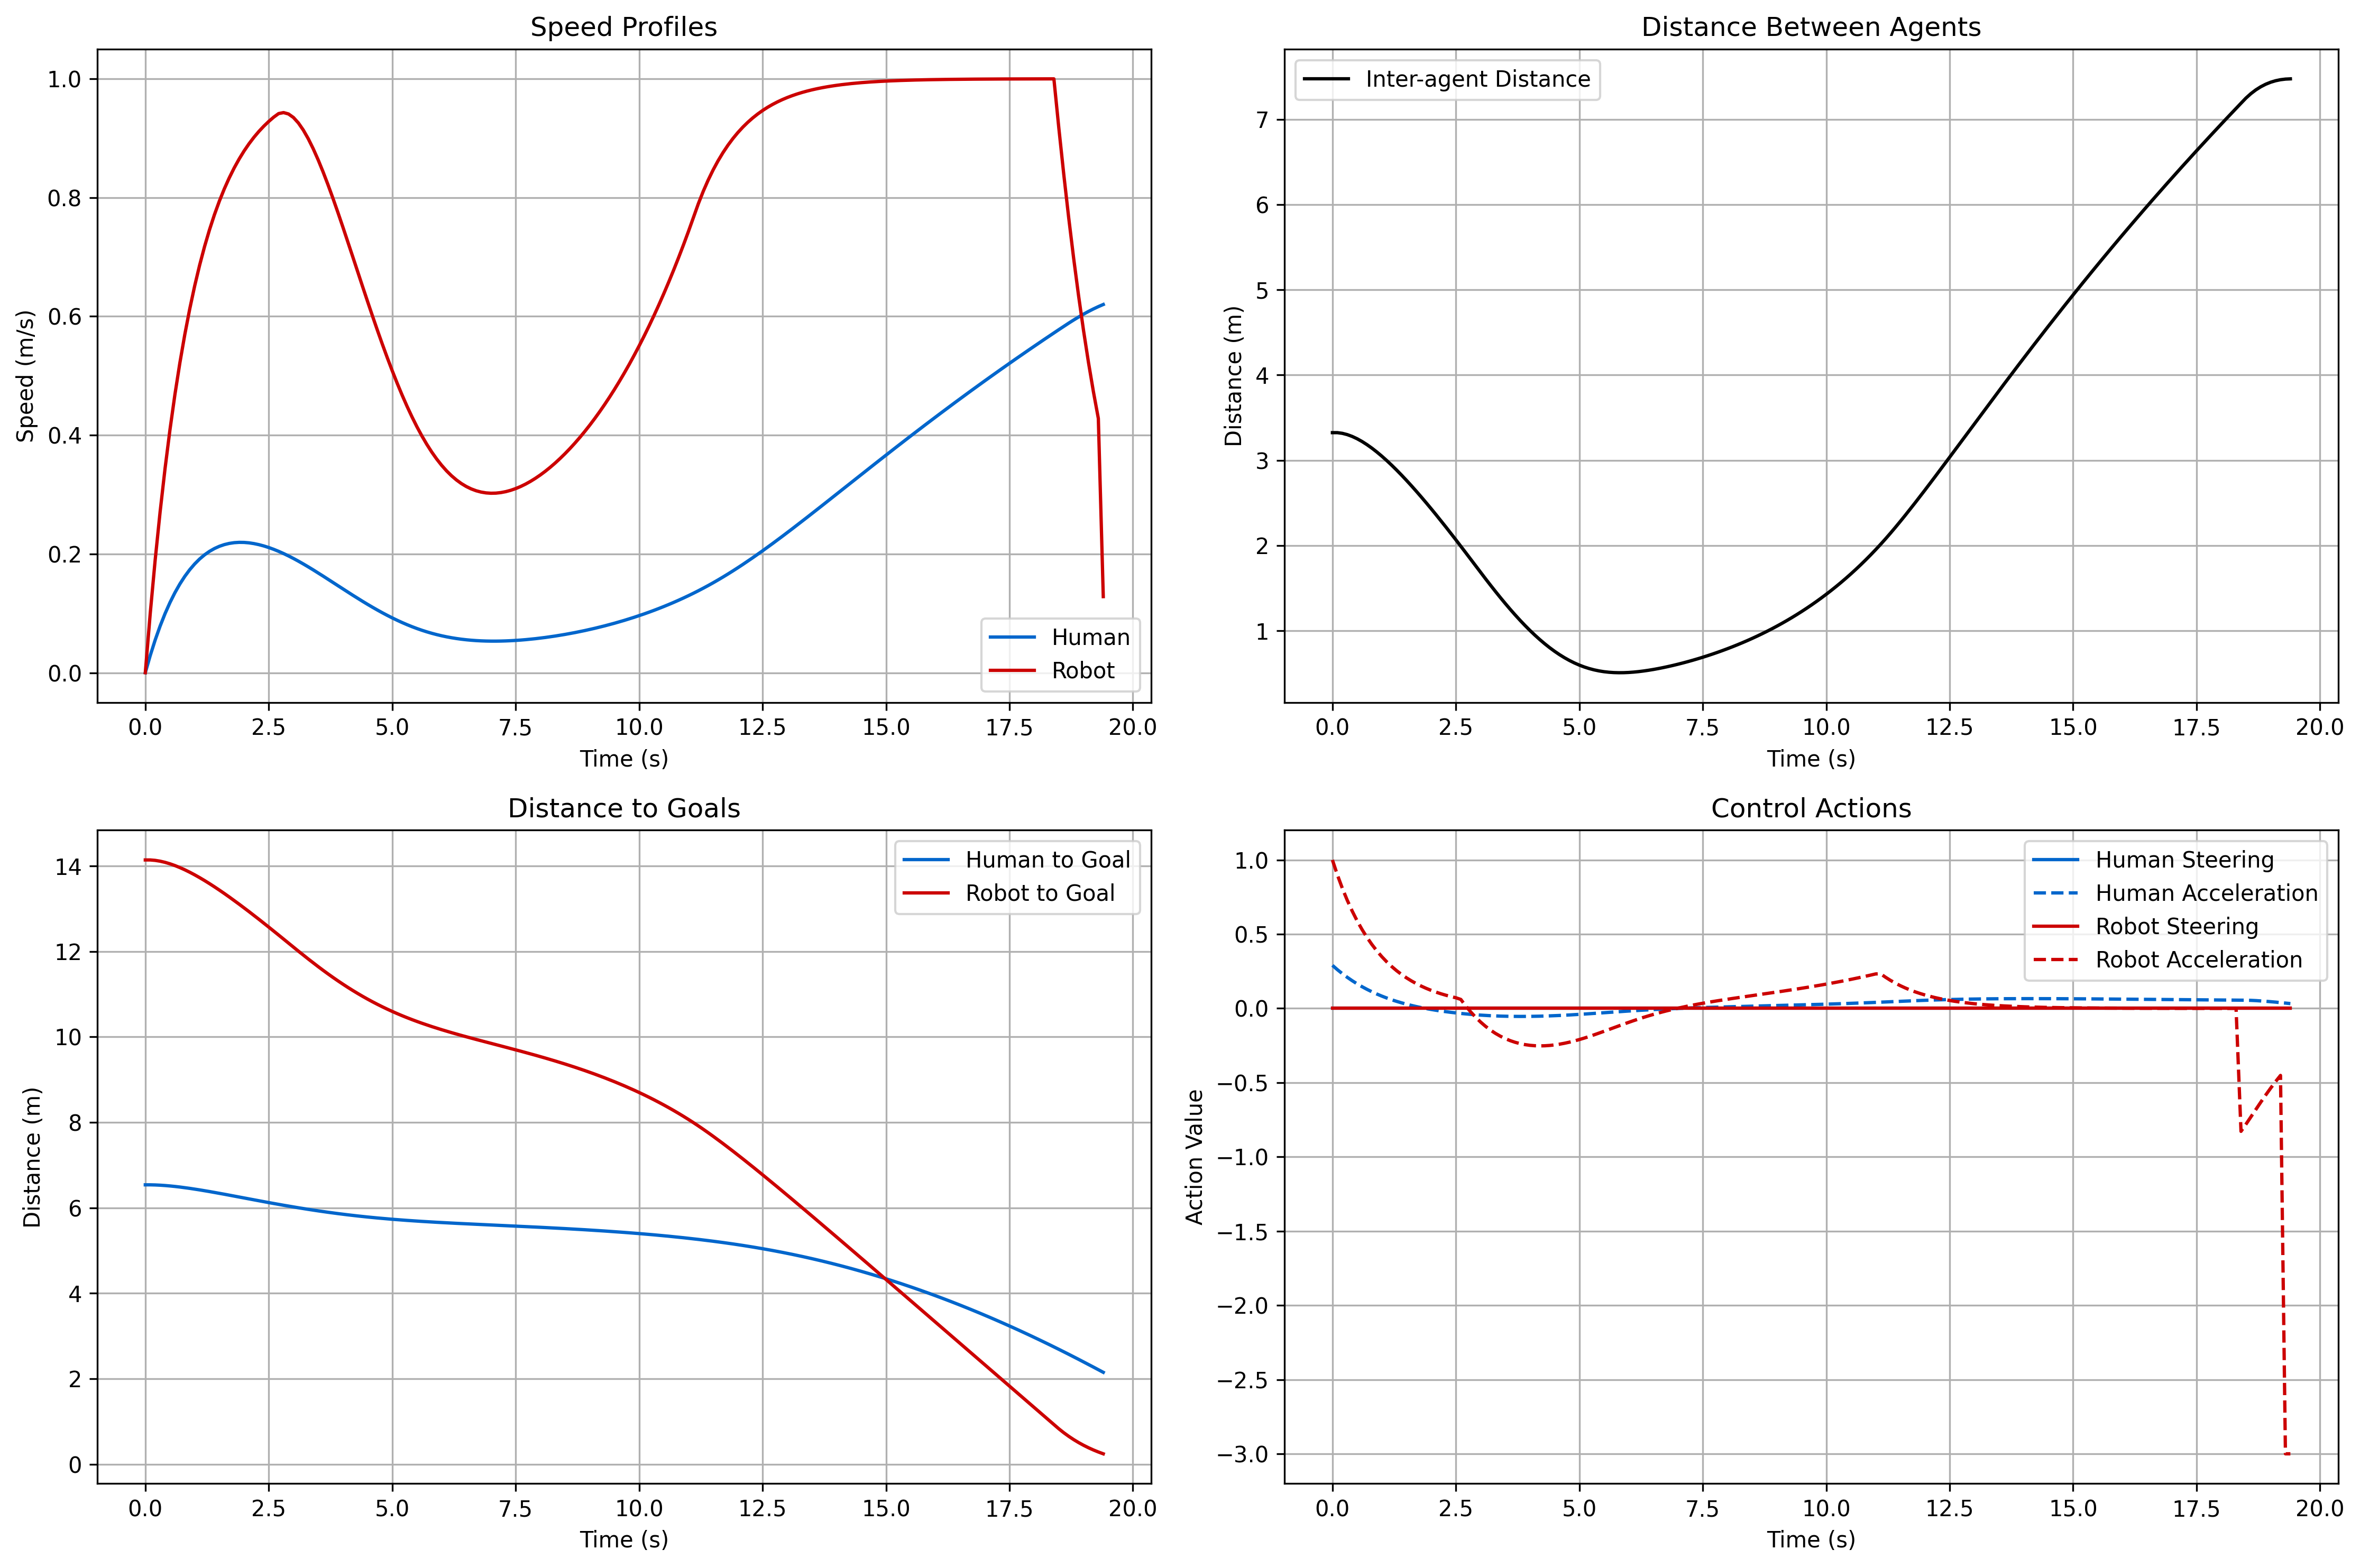 Speed Profiles
Speed (m/s)
1.0
0.8
0.6
0.4
0.2
0.0
Human
Robot
0.0 2.5 5.0 7.5 10.0 12.5 15.0 17.5 20.0
Time (s)
Distance Between Agents
Distance (m)
Inter-agent Distance
7
6
5
4
3
2
1
0.0 2.5 5.0 7.5 10.0 12.5 15.0 17.5 20.0
Time (s)
Distance to Goals
Distance (m)
Human to Goal
Robot to Goal
14
12
10
8
6
4
2
0
0.0 2.5 5.0 7.5 10.0 12.5 15.0 17.5 20.0
Time (s)
Control Actions
Action Value
Human Steering
Human Acceleration
Robot Steering
Robot Acceleration
1.0
0.5
0.0
−0.5
−1.0
−1.5
−2.0
−2.5
−3.0
0.0 2.5 5.0 7.5 10.0 12.5 15.0 17.5 20.0
Time (s)